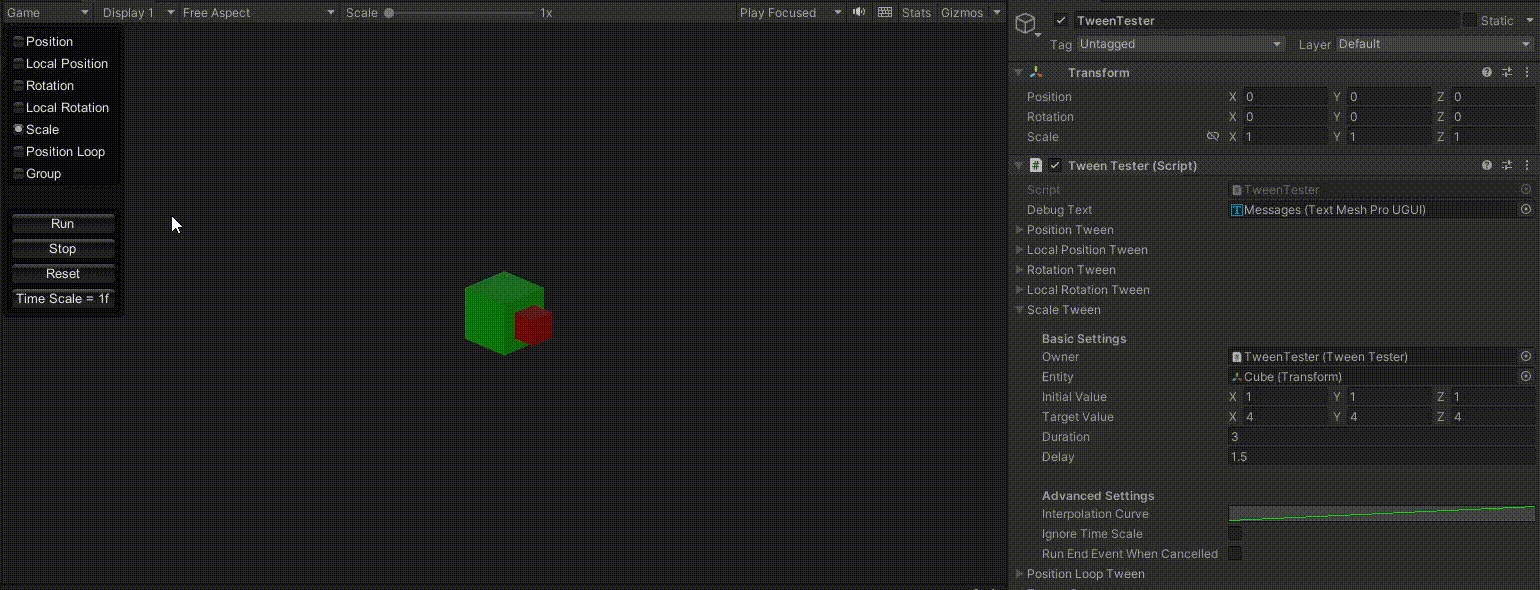 Game Display 1 Free Aspect Scale 1x Play Focused Stats Gizmos
Position
Local Position
Rotation
Local Rotation
Scale
Position Loop
Group
Run
Stop
Reset
Time Scale = 1f
TweenTester Static
Tag Untagged Layer Default
Transform
Position X 0 Y 0 Z 0
Rotation X 0 Y 0 Z 0
Scale X 1 Y 1 Z 1
# Tween Tester (Script)
Script TweenTester
Debug Text Messages (Text Mesh Pro UGUI)
Position Tween
Local Position Tween
Rotation Tween
Local Rotation Tween
Scale Tween
Basic Settings
Owner TweenTester (Tween Tester)
Entity Cube (Transform)
Initial Value X 1 Y 1 Z 1
Target Value X 4 Y 4 Z 4
Duration 3
Delay 1.5
Advanced Settings
Interpolation Curve
Ignore Time Scale
Run End Event When Cancelled
Position Loop Tween